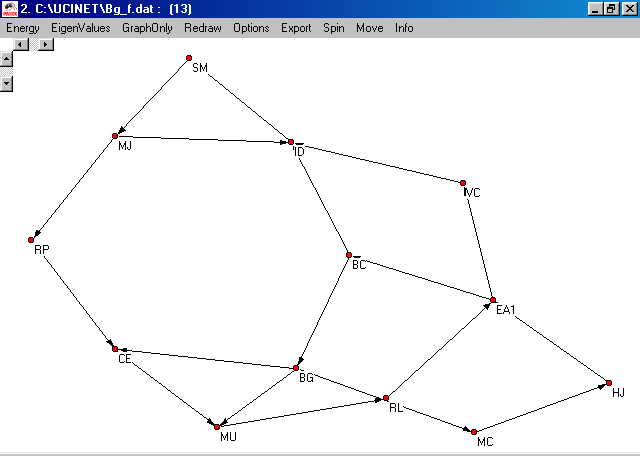 2. C:\UCINET\Bg_f.dat : (13)
Energy EigenValues GraphOnly Redraw Options Export Spin Move Info
SM
MJ
ID
VC
RP
BC
EA1
CE
BG
HJ
RL
MU
MC